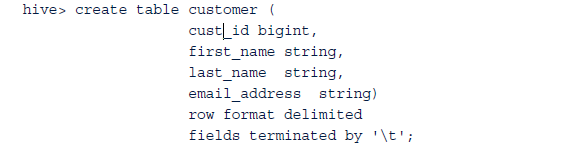 hive> create table customer (
cust_id bigint,
first_name string,
last_name  string,
email_address  string)
row format delimited
fields terminated by '\t';